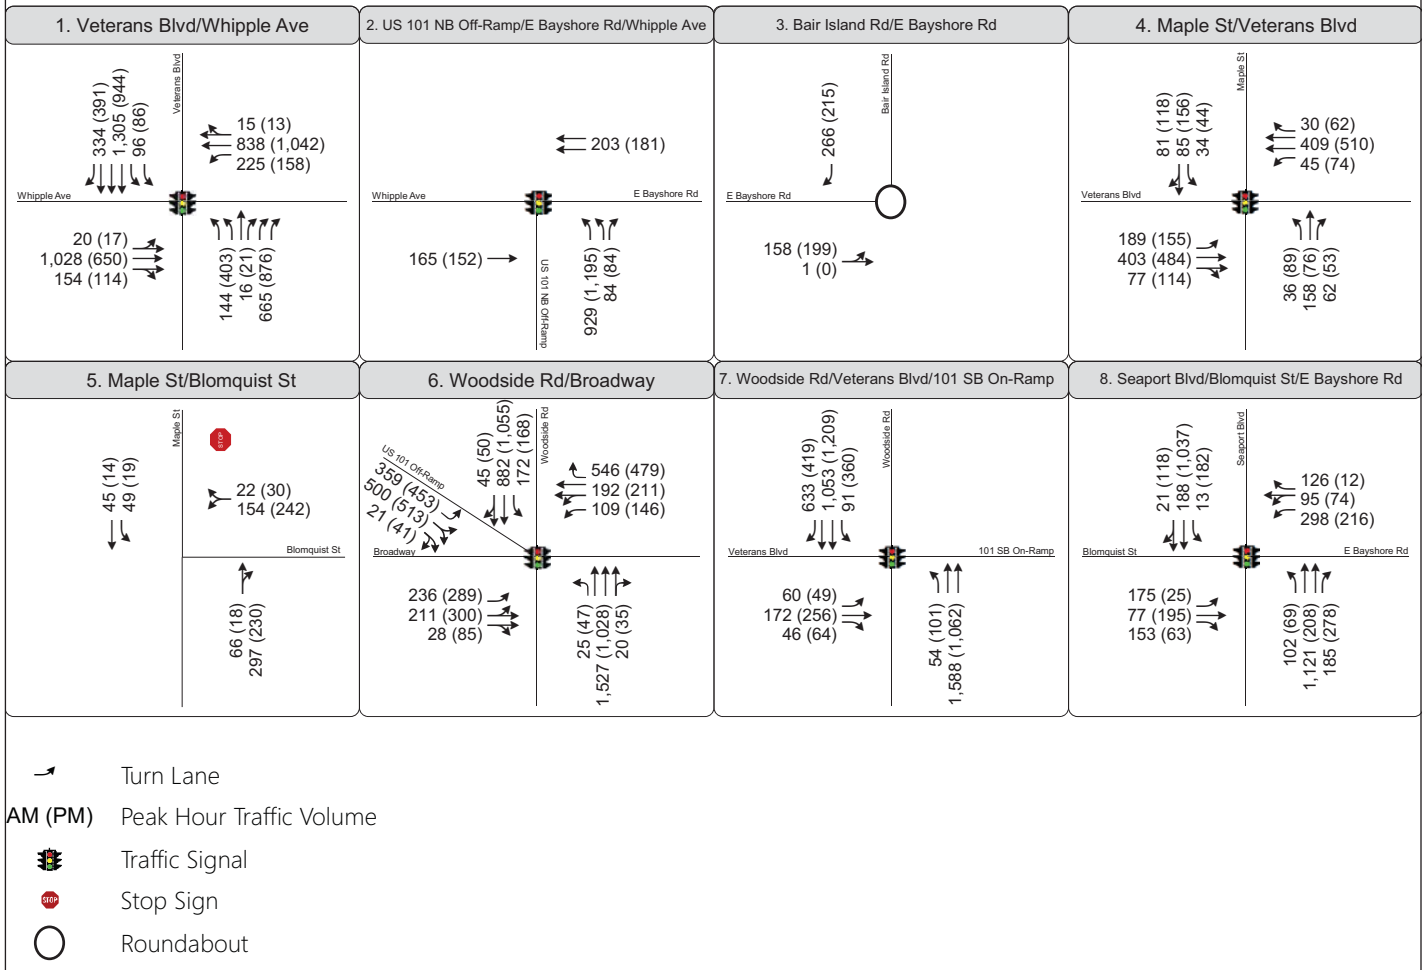 1. Veterans Blvd/Whipple Ave
Veterans Blvd
334 (391)
1,305 (944)
96 (86)
15 (13)
838 (1,042)
225 (158)
Whipple Ave
20 (17)
1,028 (650)
154 (114)
144 (403)
16 (21)
665 (876)
2. US 101 NB Off-Ramp/E Bayshore Rd/Whipple Ave
203 (181)
Whipple Ave
E Bayshore Rd
165 (152)
US 101 NB Off-Ramp
929 (1,195)
84 (84)
3. Bair Island Rd/E Bayshore Rd
Bair Island Rd
266 (215)
E Bayshore Rd
158 (199)
1 (0)
4. Maple St/Veterans Blvd
Maple St
81 (118)
85 (156)
34 (44)
30 (62)
409 (510)
45 (74)
Veterans Blvd
189 (155)
403 (484)
77 (114)
36 (89)
158 (76)
62 (53)
5. Maple St/Blomquist St
Maple St
STOP
45 (14)
49 (19)
22 (30)
154 (242)
Blomquist St
66 (18)
297 (230)
6. Woodside Rd/Broadway
US 101 Off-Ramp
359 (453)
500 (513)
21 (41)
45 (50)
882 (1,055)
172 (168)
Woodside Rd
546 (479)
192 (211)
109 (146)
Broadway
236 (289)
211 (300)
28 (85)
25 (47)
1,527 (1,028)
20 (35)
7. Woodside Rd/Veterans Blvd/101 SB On-Ramp
Woodside Rd
633 (419)
1,053 (1,209)
91 (360)
Veterans Blvd
101 SB On-Ramp
60 (49)
172 (256)
46 (64)
54 (101)
1,588 (1,062)
8. Seaport Blvd/Blomquist St/E Bayshore Rd
Seaport Blvd
21 (118)
188 (1,037)
13 (182)
126 (12)
95 (74)
298 (216)
Blomquist St
E Bayshore Rd
175 (25)
77 (195)
153 (63)
102 (69)
1,121 (208)
185 (278)
Turn Lane
AM (PM) Peak Hour Traffic Volume
Traffic Signal
STOP Stop Sign
Roundabout